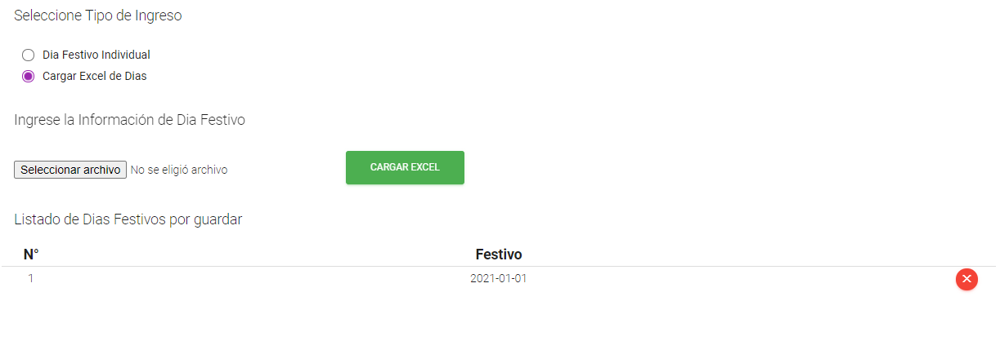 Seleccione Tipo de Ingreso
Dia Festivo Individual
Cargar Excel de Dias
Ingrese la Información de Dia Festivo
Seleccionar archivo No se eligió archivo CARGAR EXCEL
Listado de Dias Festivos por guardar
N° Festivo
1 2021-01-01